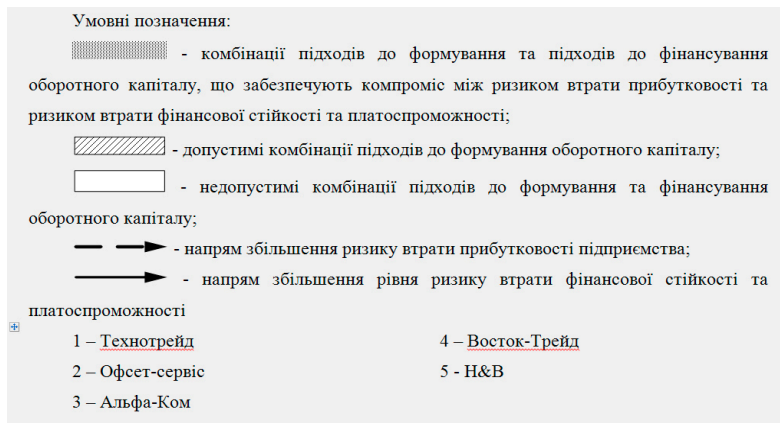 Умовні позначення:
- комбінації підходів до формування та підходів до фінансування
оборотного капіталу, що забезпечують компроміс між ризиком втрати прибутковості та
ризиком втрати фінансової стійкості та платоспроможності;
- допустимі комбінації підходів до формування оборотного капіталу;
- недопустимі комбінації підходів до формування та фінансування
оборотного капіталу;
- напрям збільшення ризику втрати прибутковості підприємства;
- напрям збільшення рівня ризику втрати фінансової стійкості та
платоспроможності
1 – Технотрейд
2 – Офсет-сервіс
3 – Альфа-Ком
4 – Восток-Трейд
5 - H&B